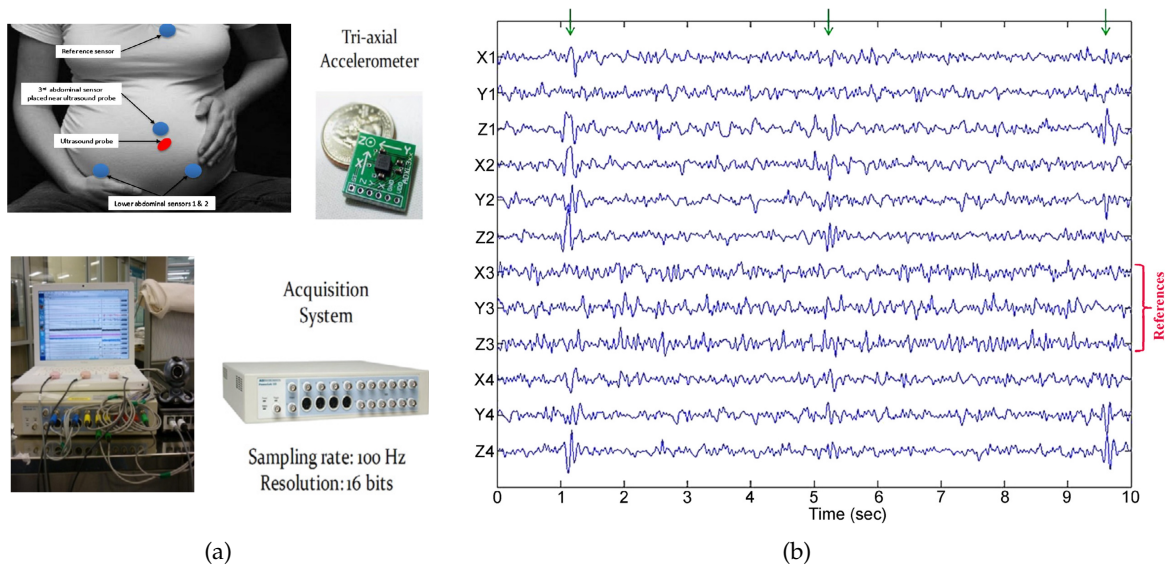 Reference sensor
3rd abdominal sensor
placed near ultrasound probe
Ultrasound probe
Lower abdominal sensors 1 & 2
Tri-axial
Accelerometer
Acquisition
System
Sampling rate: 100 Hz
Resolution: 16 bits
(a)
X1
Y1
Z1
X2
Y2
Z2
X3
Y3
Z3
X4
Y4
Z4
References
0 1 2 3 4 5 6 7 8 9 10
Time (sec)
(b)